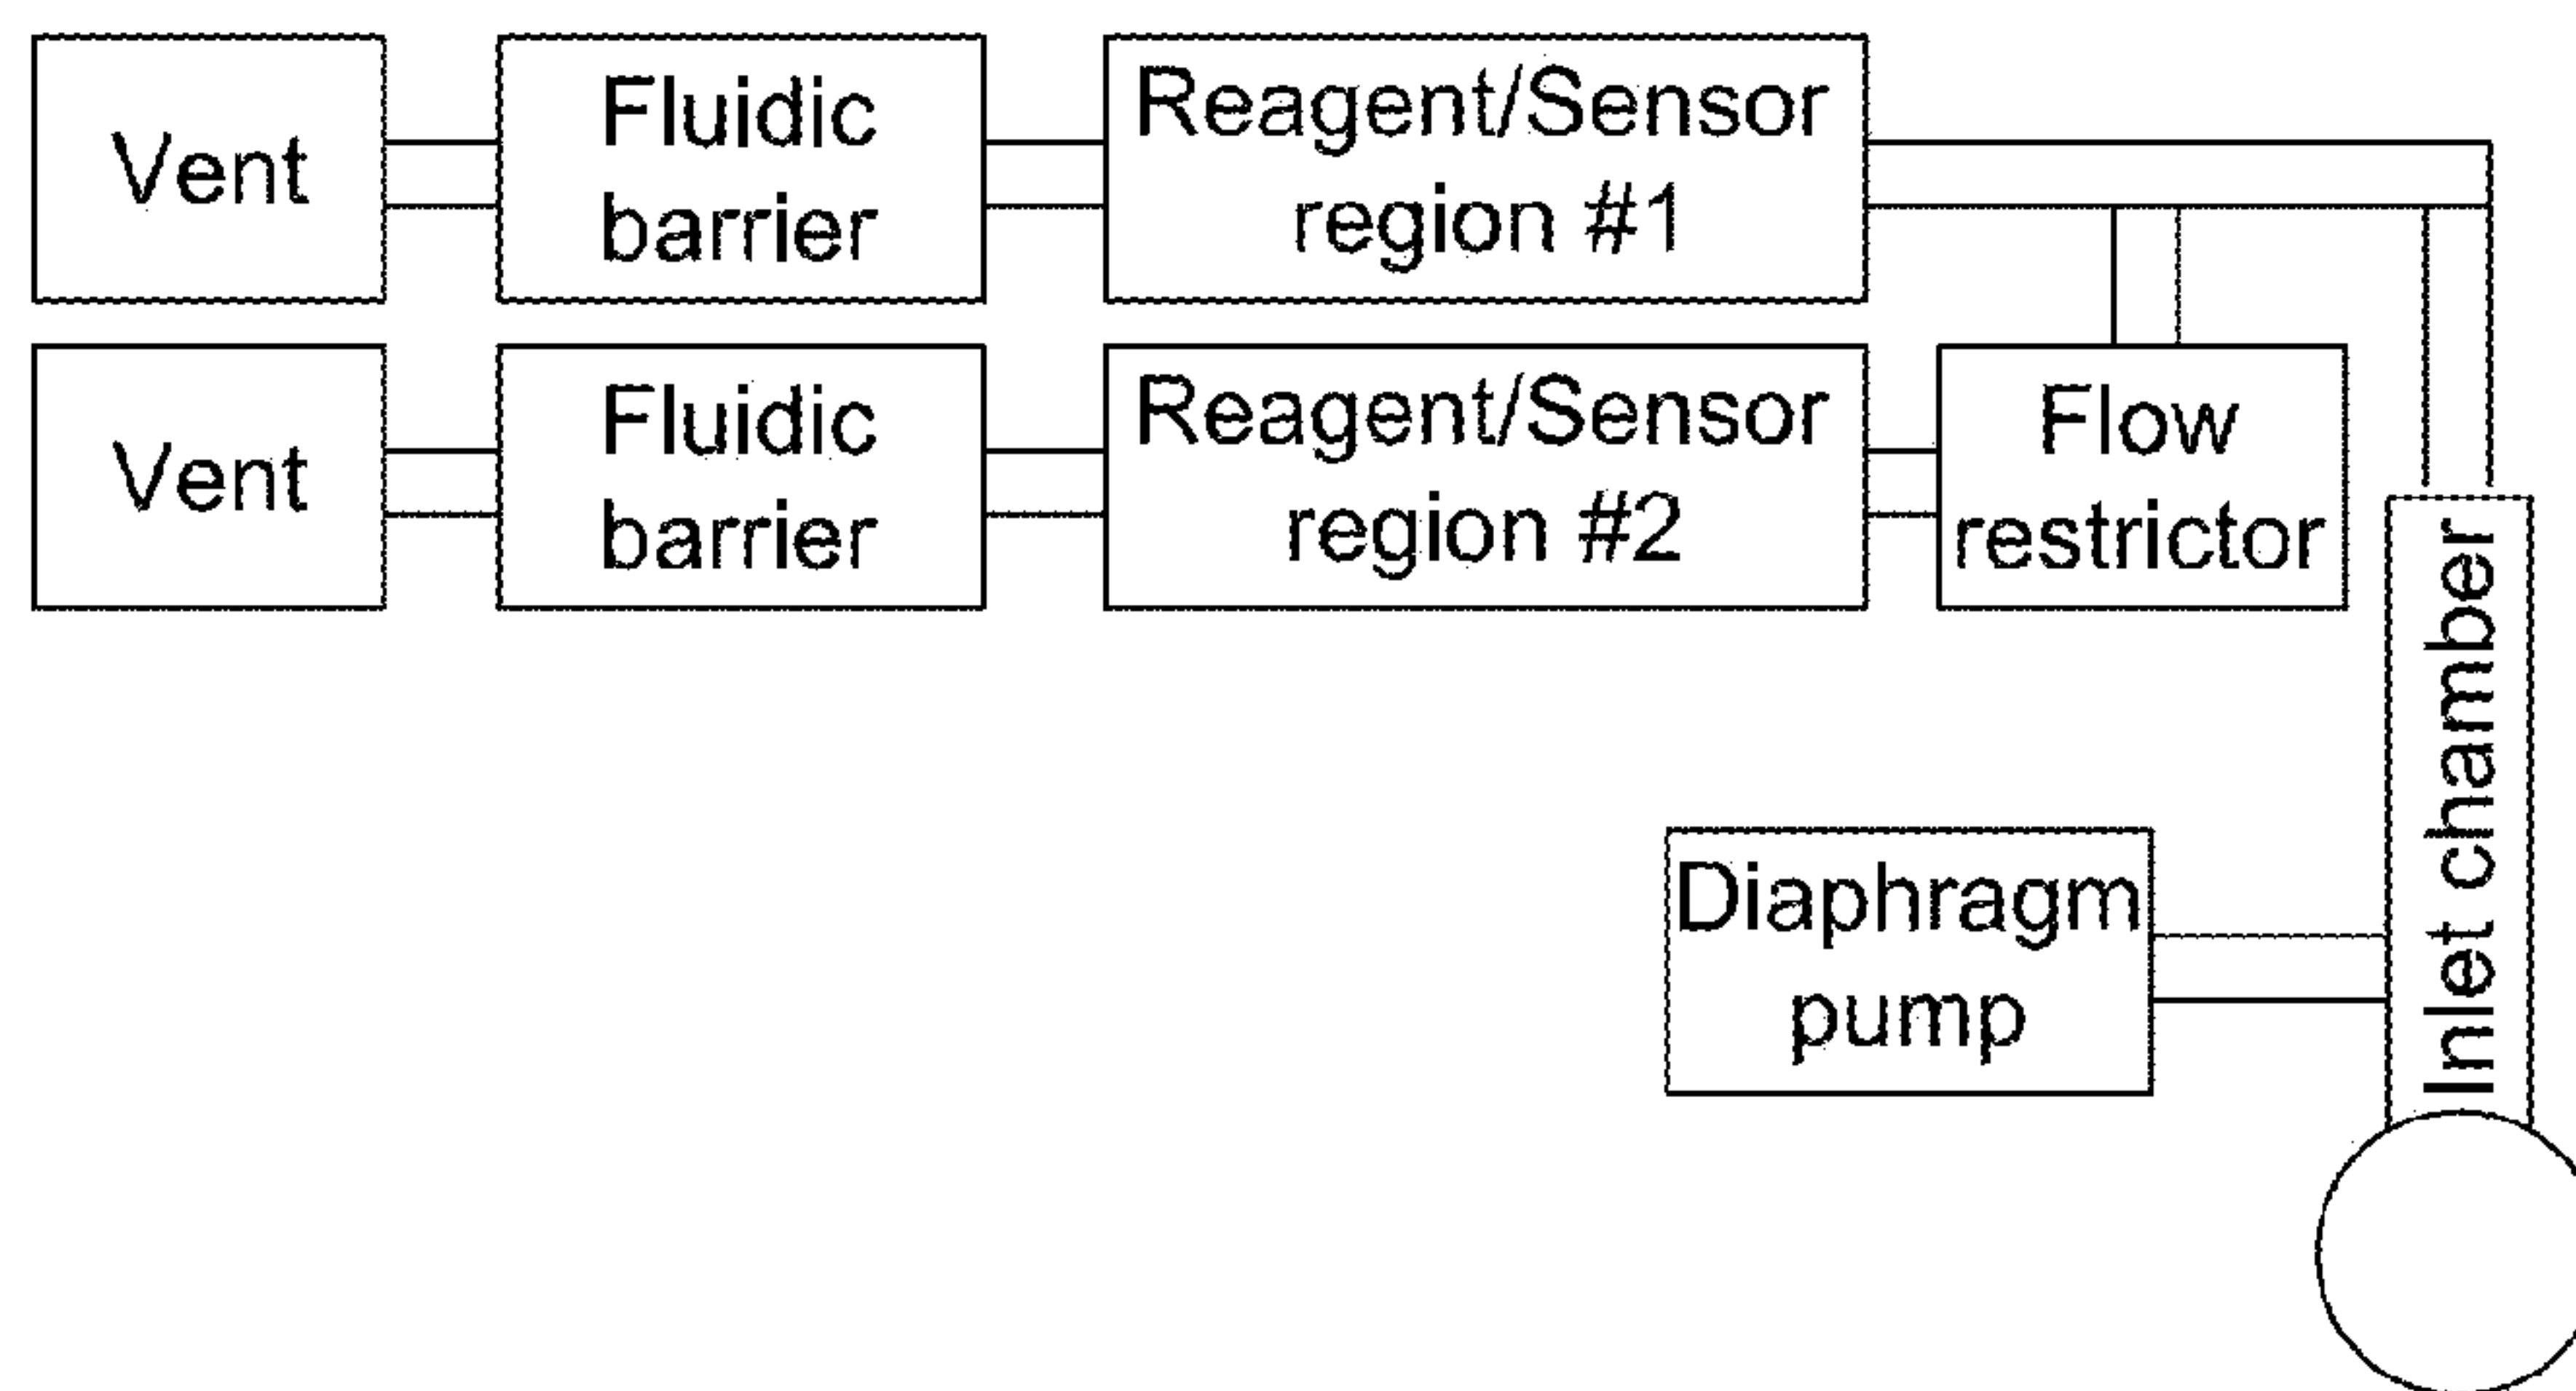 Vent
Fluidic
barrier
Reagent/Sensor
region #1
Vent
Fluidic
barrier
Reagent/Sensor
region #2
Flow
restrictor
Inlet chamber
Diaphragm
pump